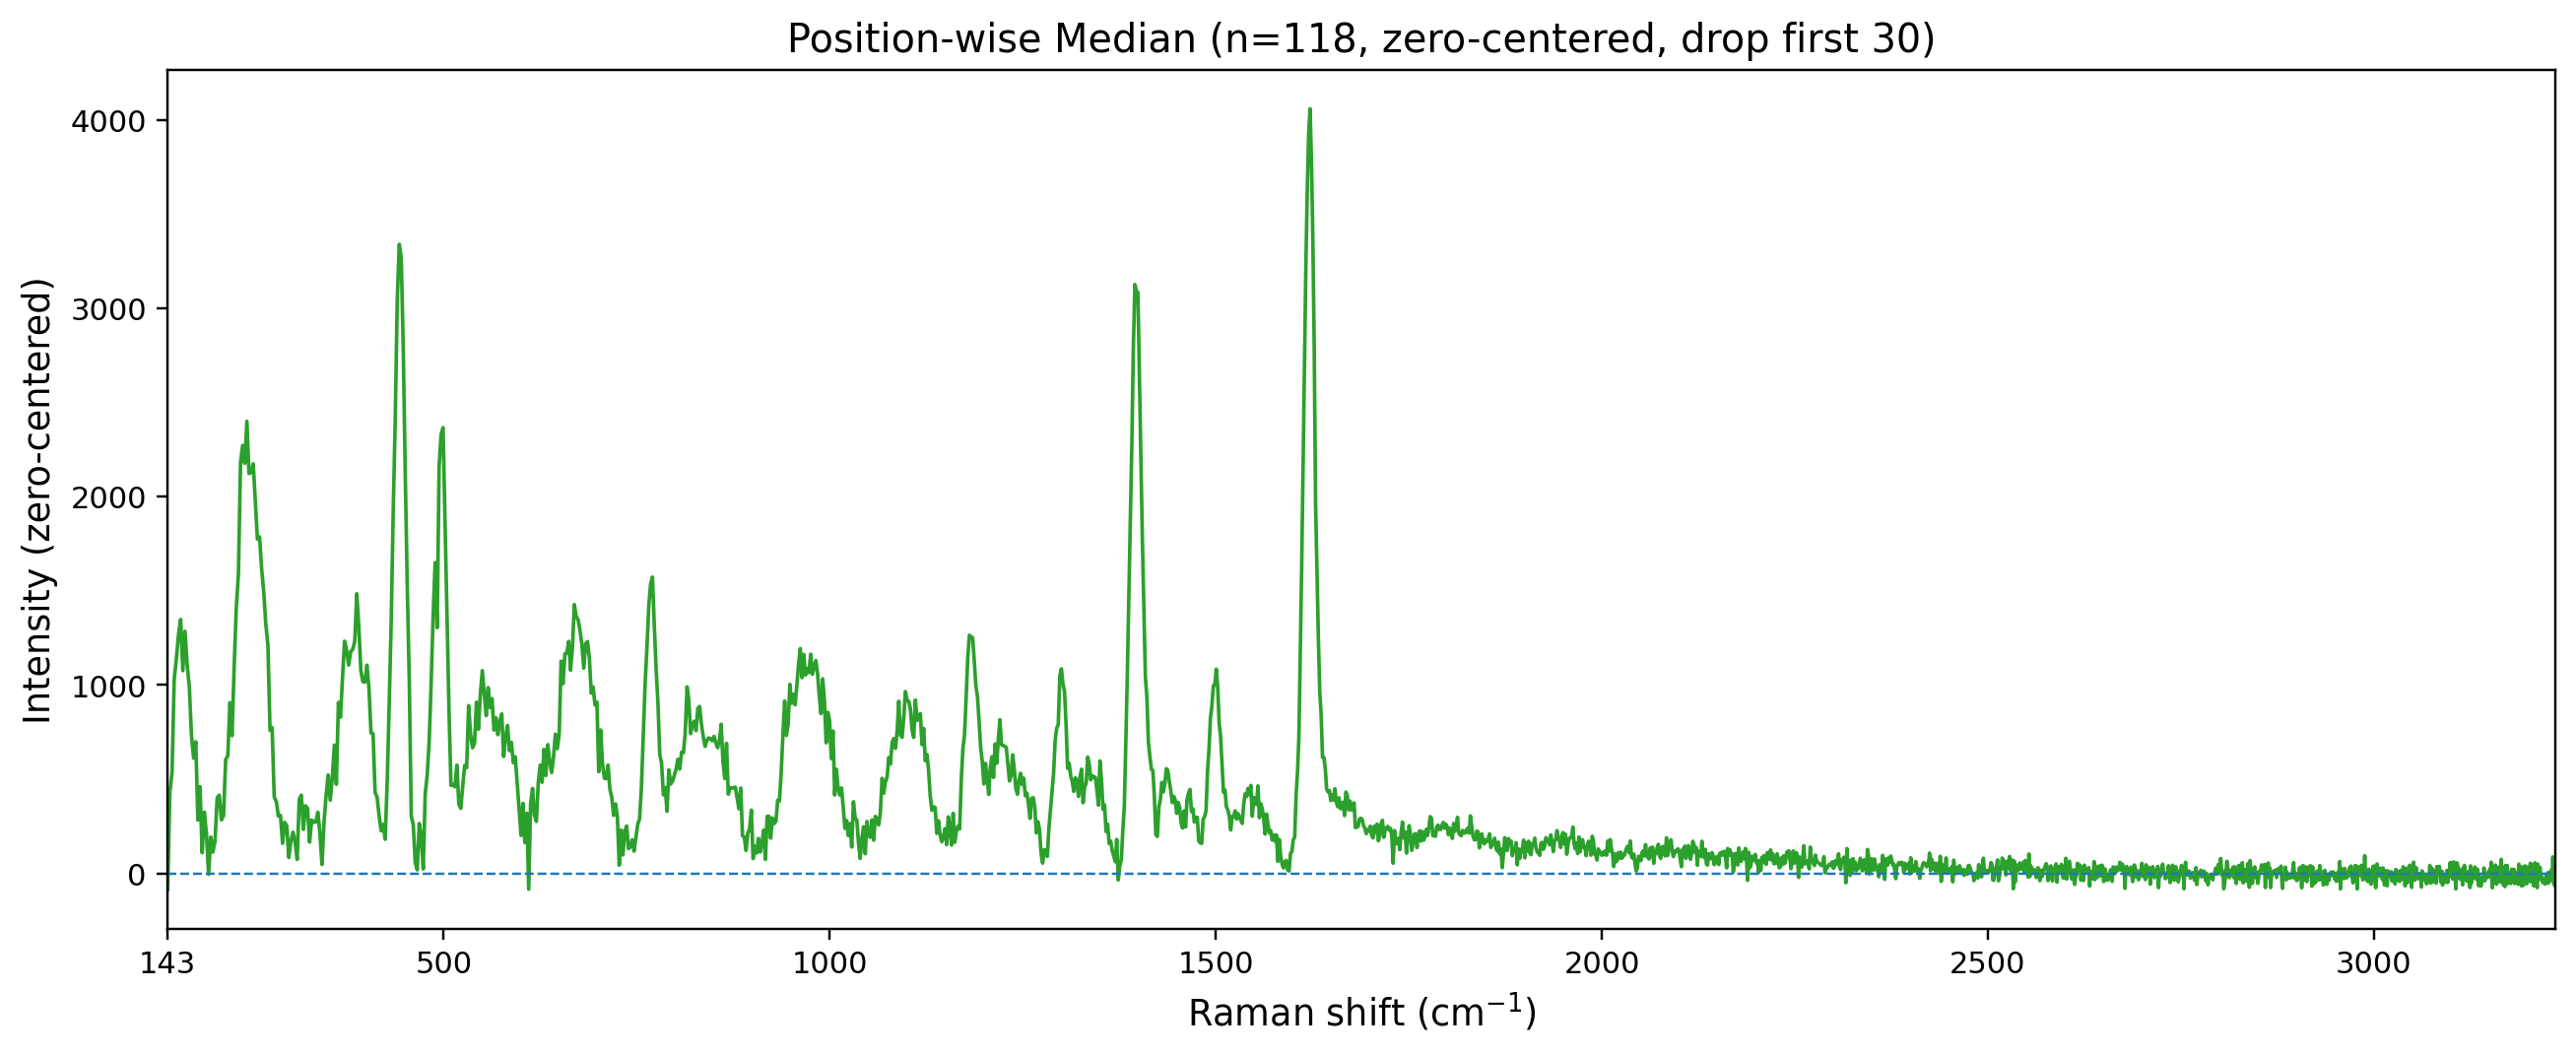 Position-wise Median (n=118, zero-centered, drop first 30)
Intensity (zero-centered)
4000
3000
2000
1000
0
143 500 1000 1500 2000 2500 3000
Raman shift (cm⁻¹)